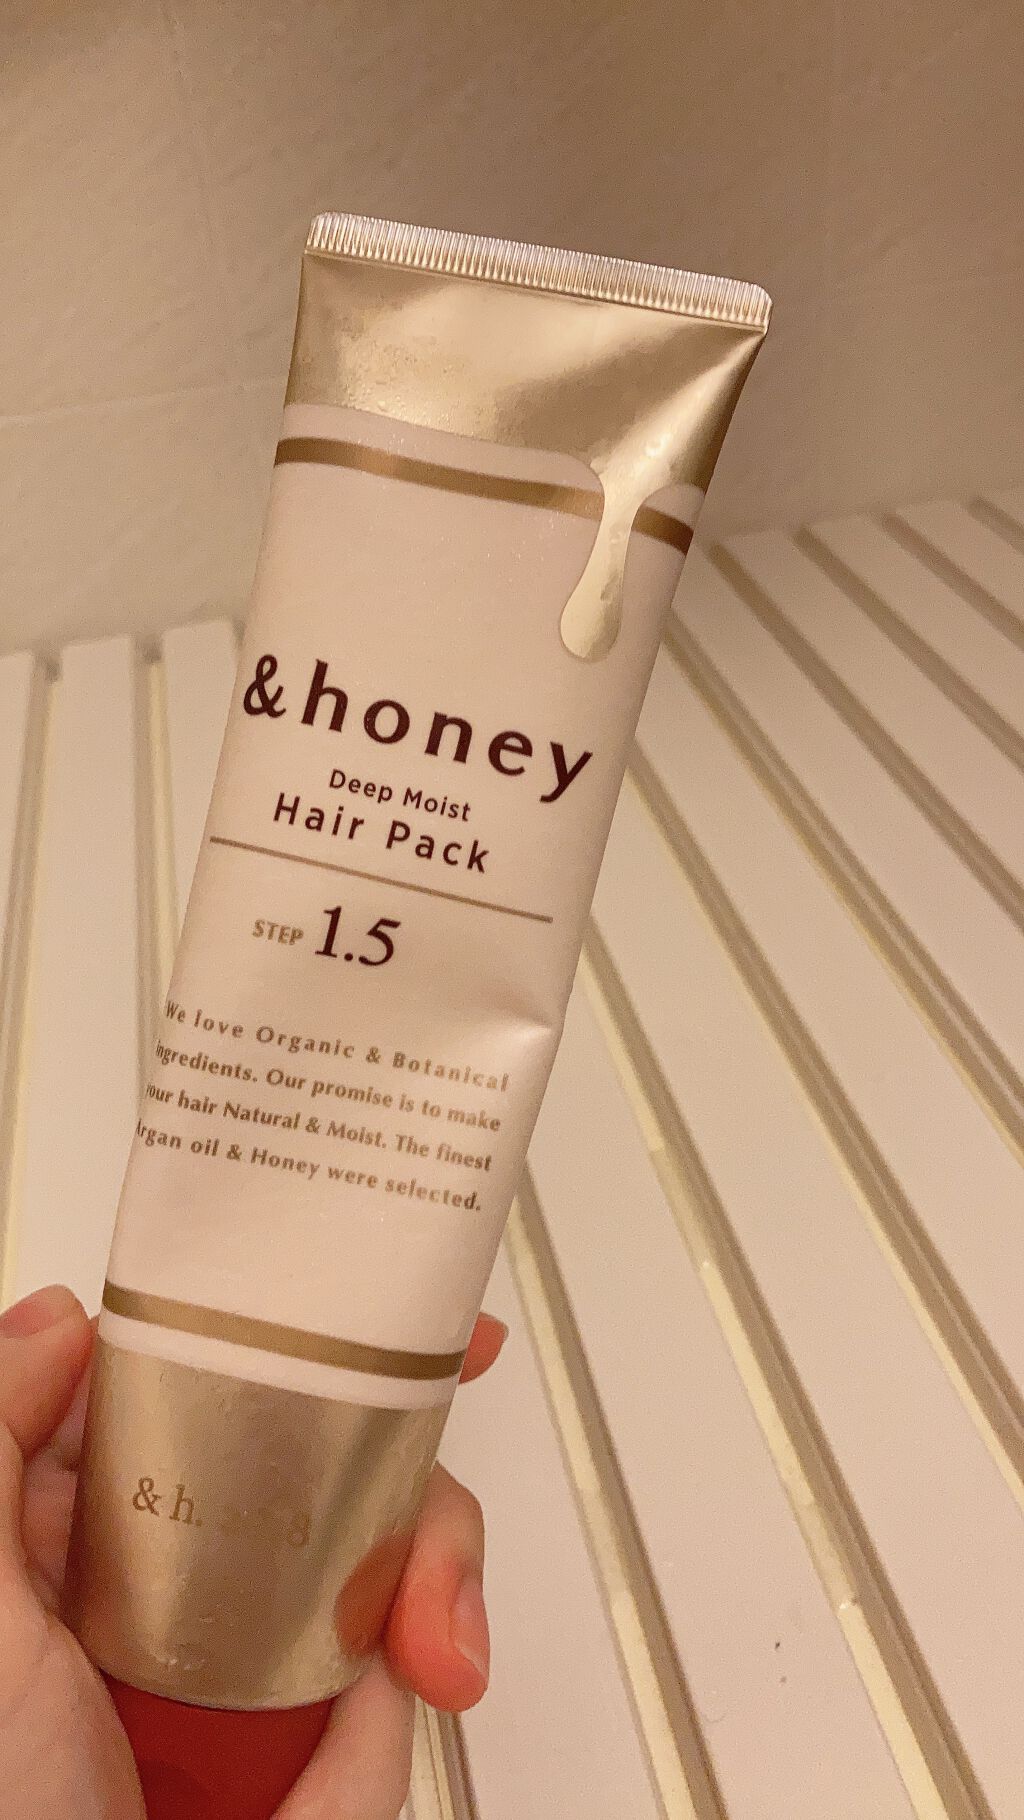 &honey
Deep Moist
Hair Pack
STEP 1.5
We love Organic & Botanical
ingredients. Our promise is to make
your hair Natural & Moist. The finest
Argan oil & Honey were selected.
&h.